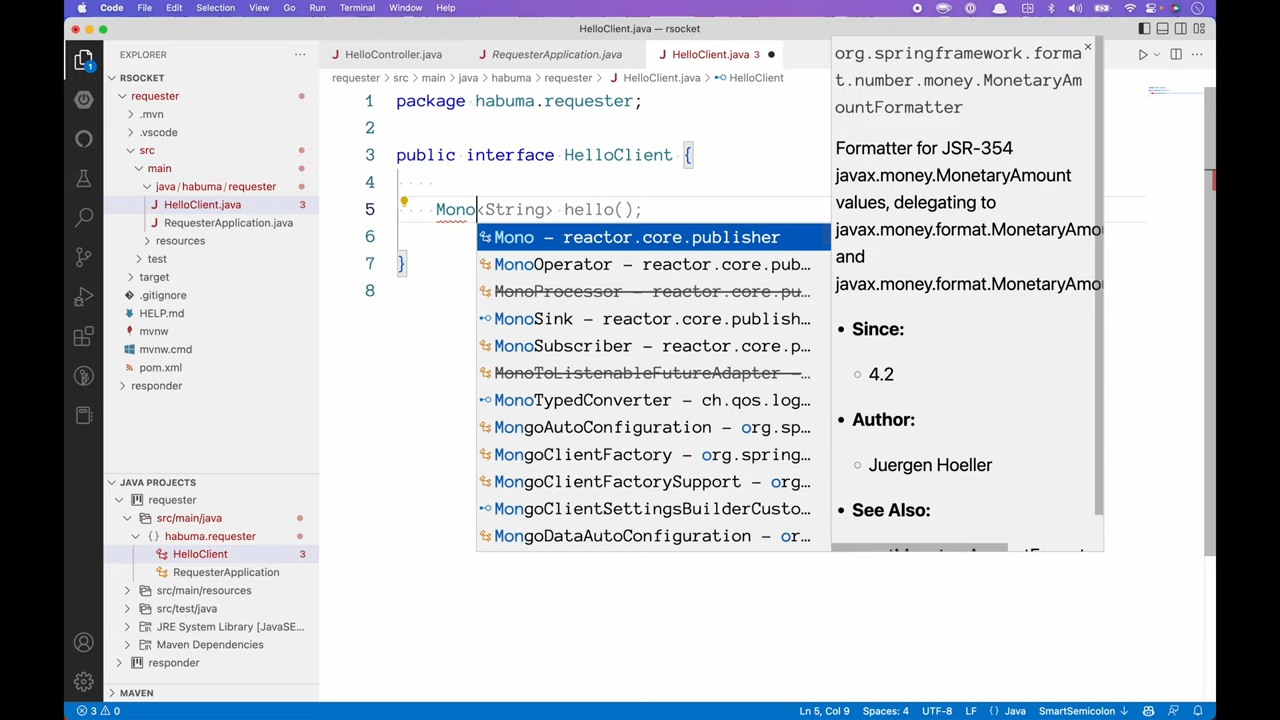 Code File Edit Selection View Go Run Terminal Window Help
HelloClient.java — rsocket
EXPLORER
HelloController.java
RequesterApplication.java
HelloClient.java 3
requester › src › main › java › habuma › requester › HelloClient.java › HelloClient
1
RSOCKET
requester
.mvn
.vscode
src
main
java/habuma/requester
HelloClient.java 3
RequesterApplication.java
resources
test
target
.gitignore
HELP.md
mvnw
mvnw.cmd
pom.xml
responder
JAVA PROJECTS
requester
src/main/java
habuma.requester
HelloClient 3
RequesterApplication
src/main/resources
src/test/java
JRE System Library [JavaSE...
Maven Dependencies
responder
MAVEN
1 package habuma.requester;
2
3 public interface HelloClient {
4
5 Mono<String> hello();
6
7 }
8
Mono – reactor.core.publisher
MonoOperator – reactor.core.pub...
MonoProcessor – reactor.core.pu...
MonoSink – reactor.core.publish...
MonoSubscriber – reactor.core.p...
MonoToListenableFutureAdapter –...
MonoTypedConverter – ch.qos.log...
MongoAutoConfiguration – org.sp...
MongoClientFactory – org.spring...
MongoClientFactorySupport – org...
MongoClientSettingsBuilderCusto...
MongoDataAutoConfiguration – or...
org.springframework.forma
t.number.money.MonetaryAm
ountFormatter
Formatter for JSR-354
javax.money.MonetaryAmount
values, delegating to
javax.money.format.MonetaryAmo
and
javax.money.format.MonetaryAmo
• Since:
○ 4.2
• Author:
○ Juergen Hoeller
• See Also:
3 0
Ln 5, Col 9 Spaces: 4 UTF-8 LF {} Java SmartSemicolon